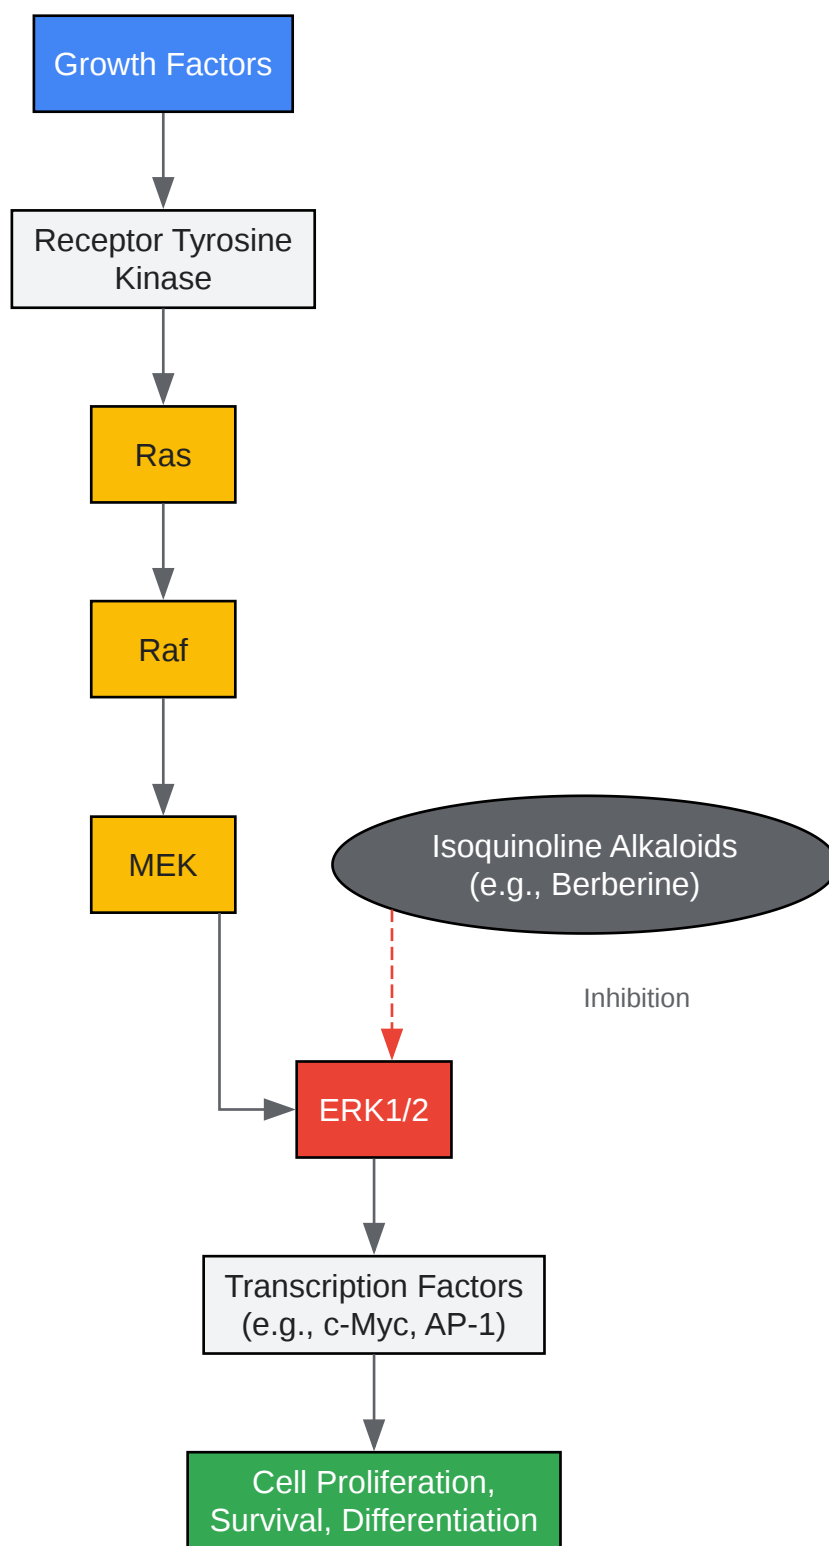 Growth Factors
Receptor Tyrosine
Kinase
Ras
Raf
MEK
Isoquinoline Alkaloids
(e.g., Berberine)
Inhibition
ERK1/2
Transcription Factors
(e.g., c-Myc, AP-1)
Cell Proliferation,
Survival, Differentiation